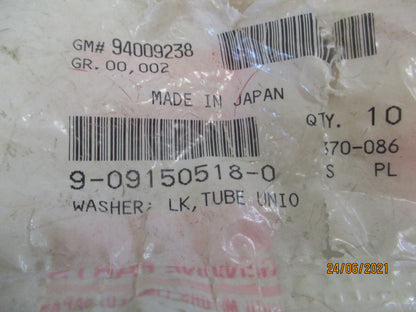 GM# 94009238
GR. 00,002
MADE IN JAPAN
QTY. 10
370-086
9-09150518-0
S PL
WASHER; LK,TUBE UNIO
24/06/2021